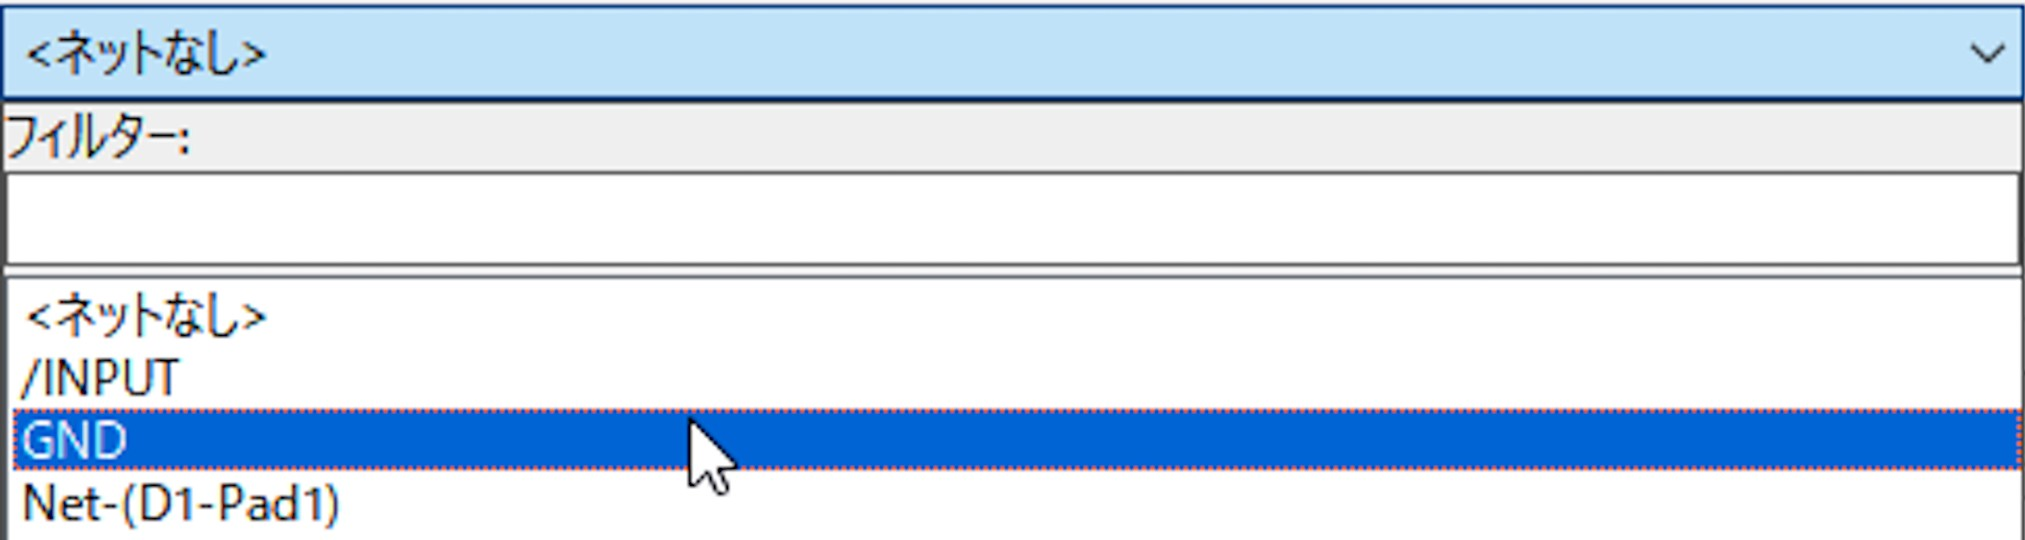 <ネットなし>
フィルター:
<ネットなし>
/INPUT
GND
Net-(D1-Pad1)